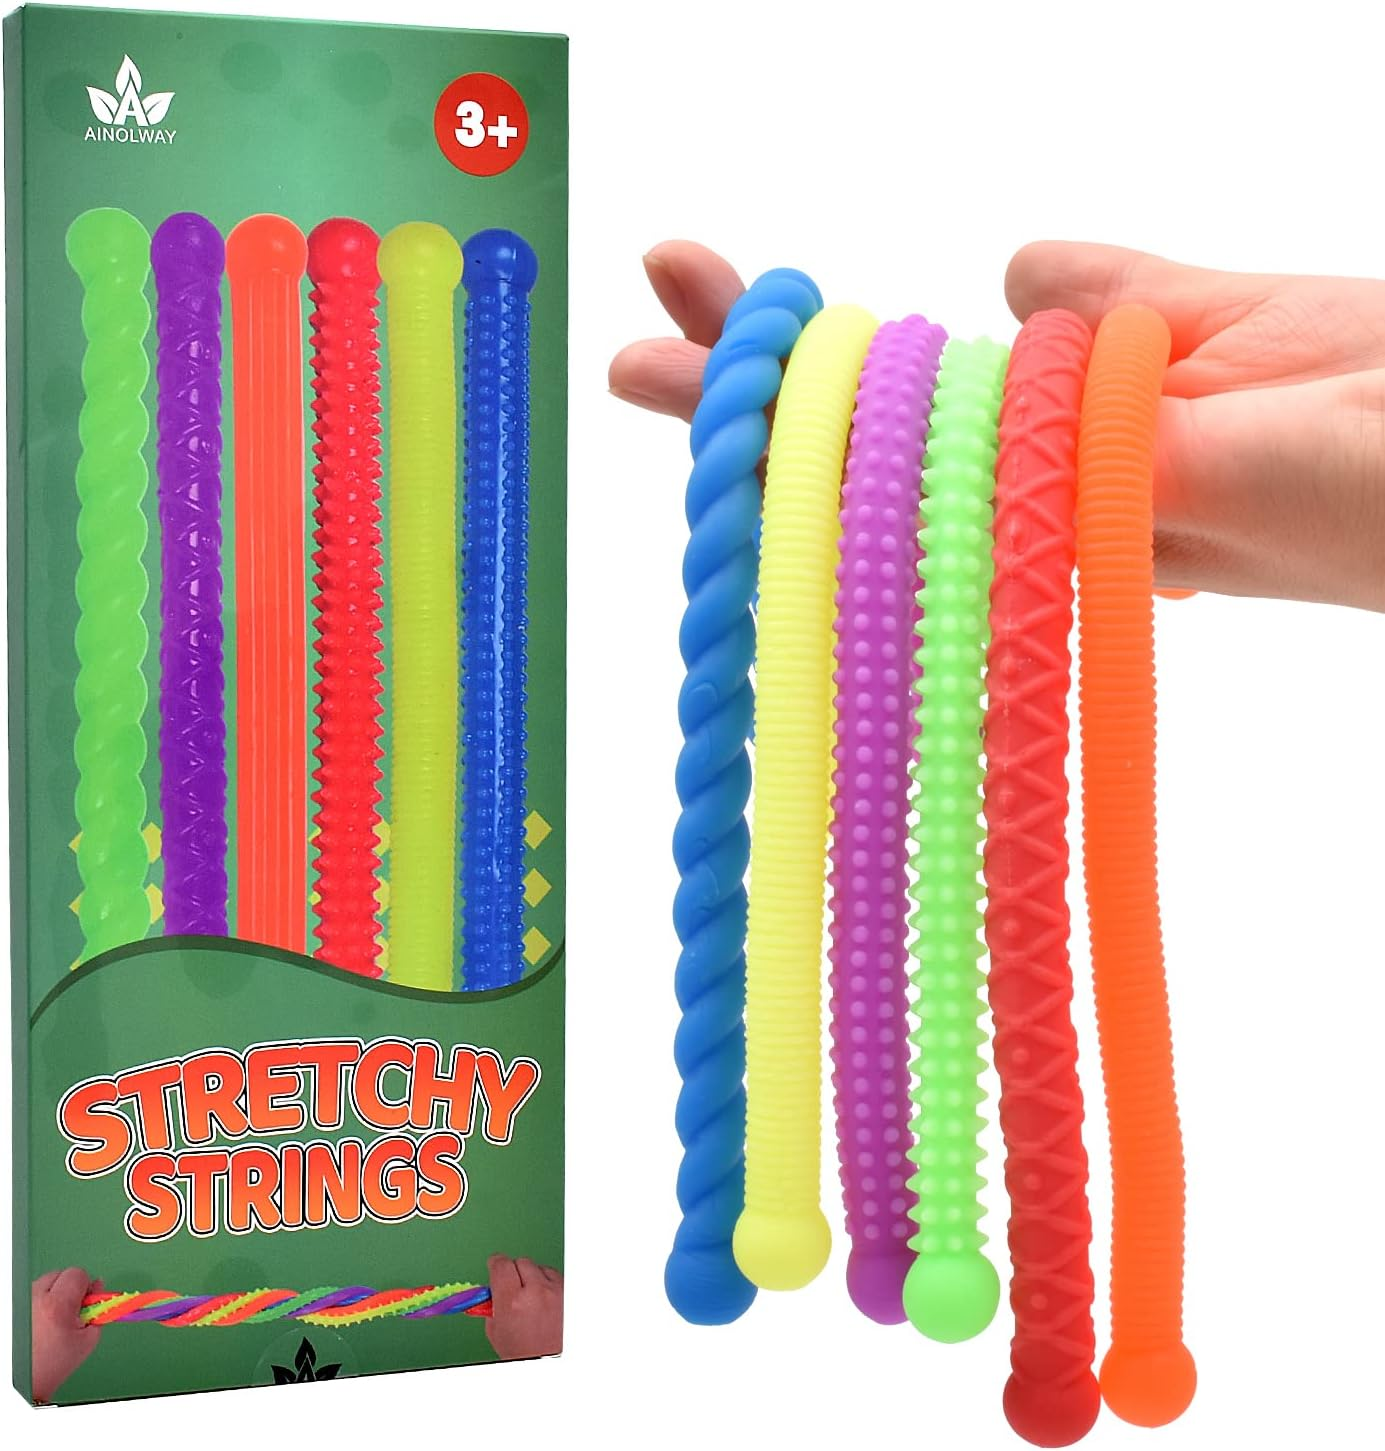 AINOLWAY
3+
STRETCHY
STRINGS